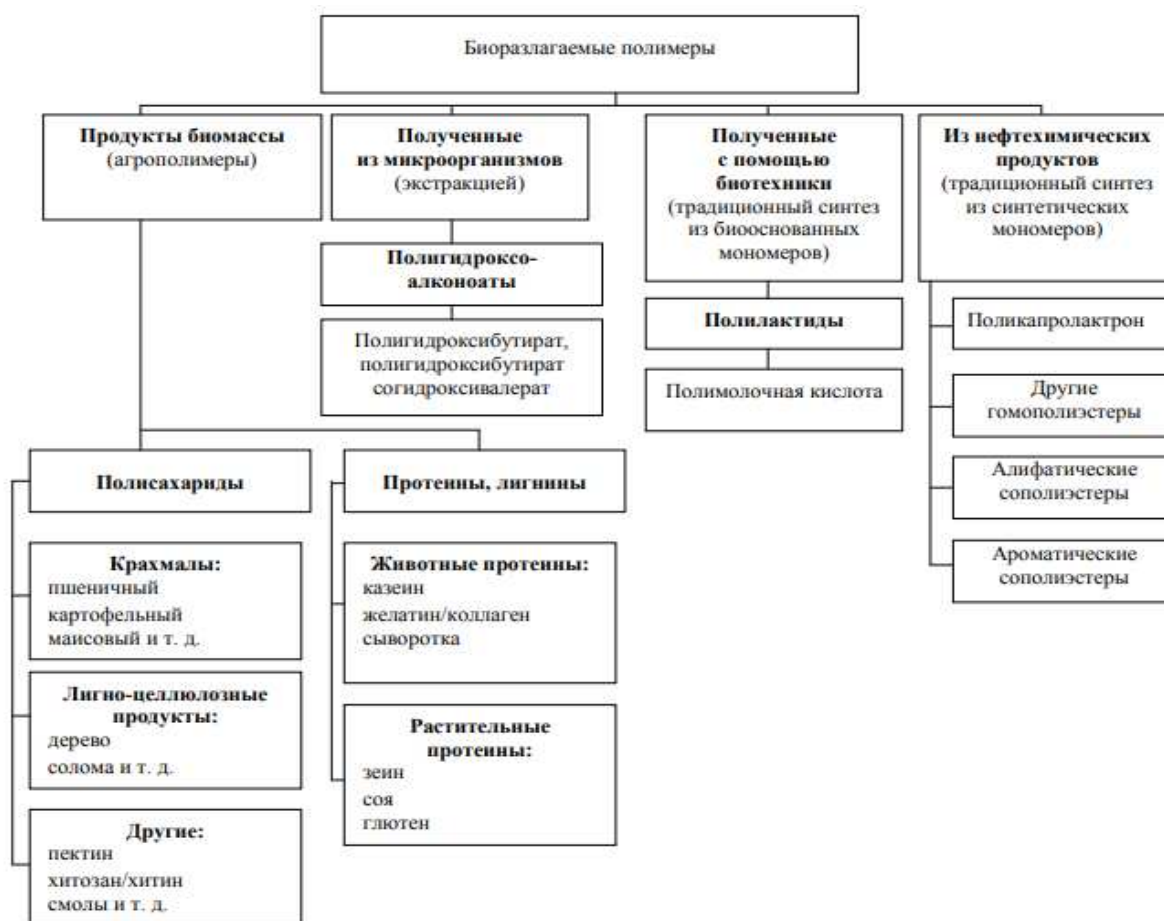 Биоразлагаемые полимеры
Продукты биомассы
(агрополимеры)
Полученные
из микроорганизмов
(экстракцией)
Полученные
с помощью
биотехники
(традиционный синтез
из биооснованных
мономеров)
Из нефтехимических
продуктов
(традиционный синтез
из синтетических
мономеров)
Полигидроксо-
алконоаты
Полигидроксибутират,
полигидроксибутират
согидроксивалерат
Полилактиды
Полимолочная кислота
Поликапролактрон
Другие
гомополиэстеры
Алифатические
сополиэстеры
Ароматические
сополиэстеры
Полисахариды
Крахмалы:
пшеничный
картофельный
маисовый и т. д.
Лигно-целлюлозные
продукты:
дерево
солома и т. д.
Другие:
пектин
хитозан/хитин
смолы и т. д.
Протеины, лигнины
Животные протеины:
казеин
желатин/коллаген
сыворотка
Растительные
протеины:
зеин
соя
глютен